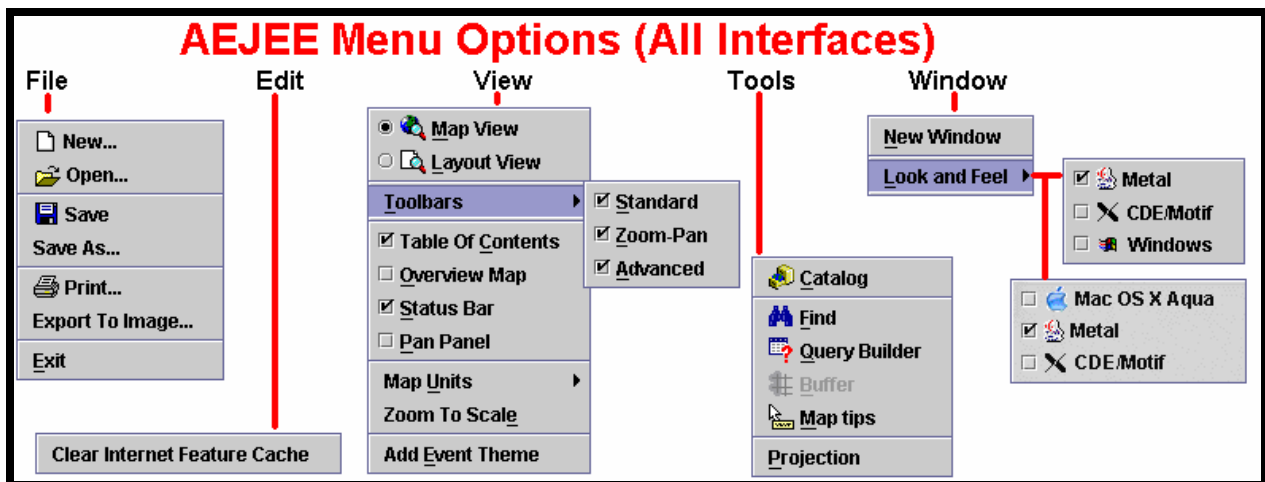 AEJEE Menu Options (All Interfaces)
File
Edit
View
Tools
Window
New...
Open...
Save
Save As...
Print...
Export To Image...
Exit
Clear Internet Feature Cache
Map View
Layout View
Toolbars
Standard
Zoom-Pan
Advanced
Table Of Contents
Overview Map
Status Bar
Pan Panel
Map Units
Zoom To Scale
Add Event Theme
Catalog
Find
Query Builder
Buffer
Map tips
Projection
New Window
Look and Feel
Metal
CDE/Motif
Windows
Mac OS X Aqua
Metal
CDE/Motif